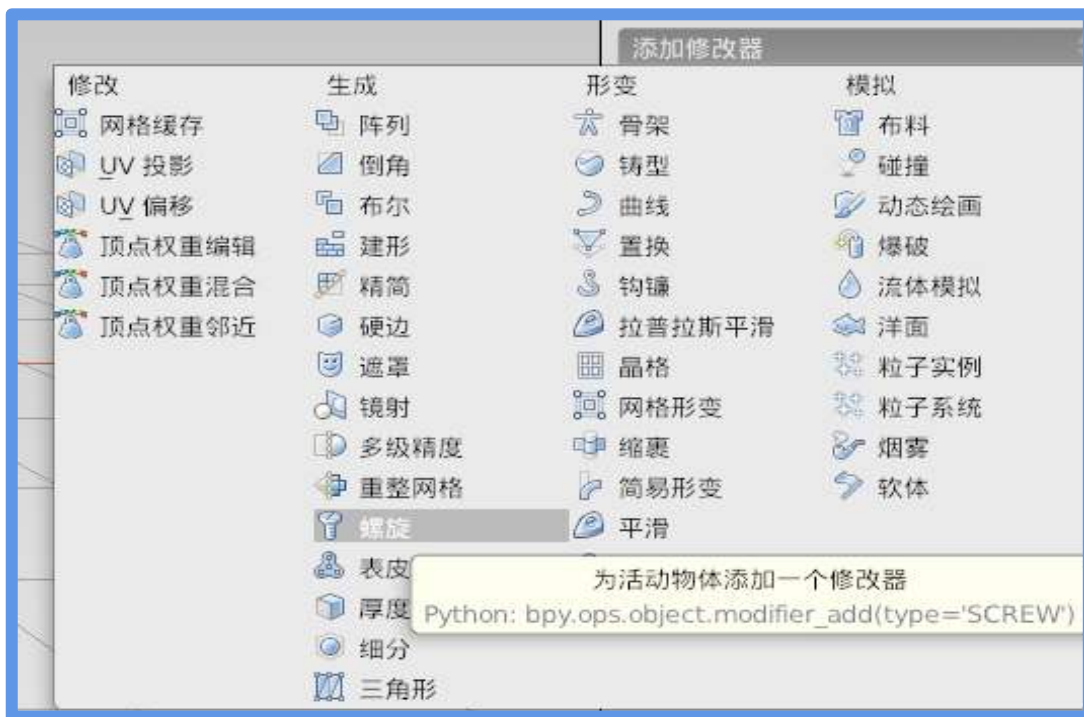 添加修改器
修改 生成 形变 模拟
网格缓存 阵列 骨架 布料
UV 投影 倒角 铸型 碰撞
UV 偏移 布尔 曲线 动态绘画
顶点权重编辑 建形 置换 爆破
顶点权重混合 精简 钩镰 流体模拟
顶点权重邻近 硬边 拉普拉斯平滑 洋面
遮罩 晶格 粒子实例
镜射 网格形变 粒子系统
多级精度 缩裹 烟雾
重整网格 简易形变 软体
螺旋 平滑
表皮 为活动物体添加一个修改器
厚度 Python: bpy.ops.object.modifier_add(type='SCREW')
细分
三角形